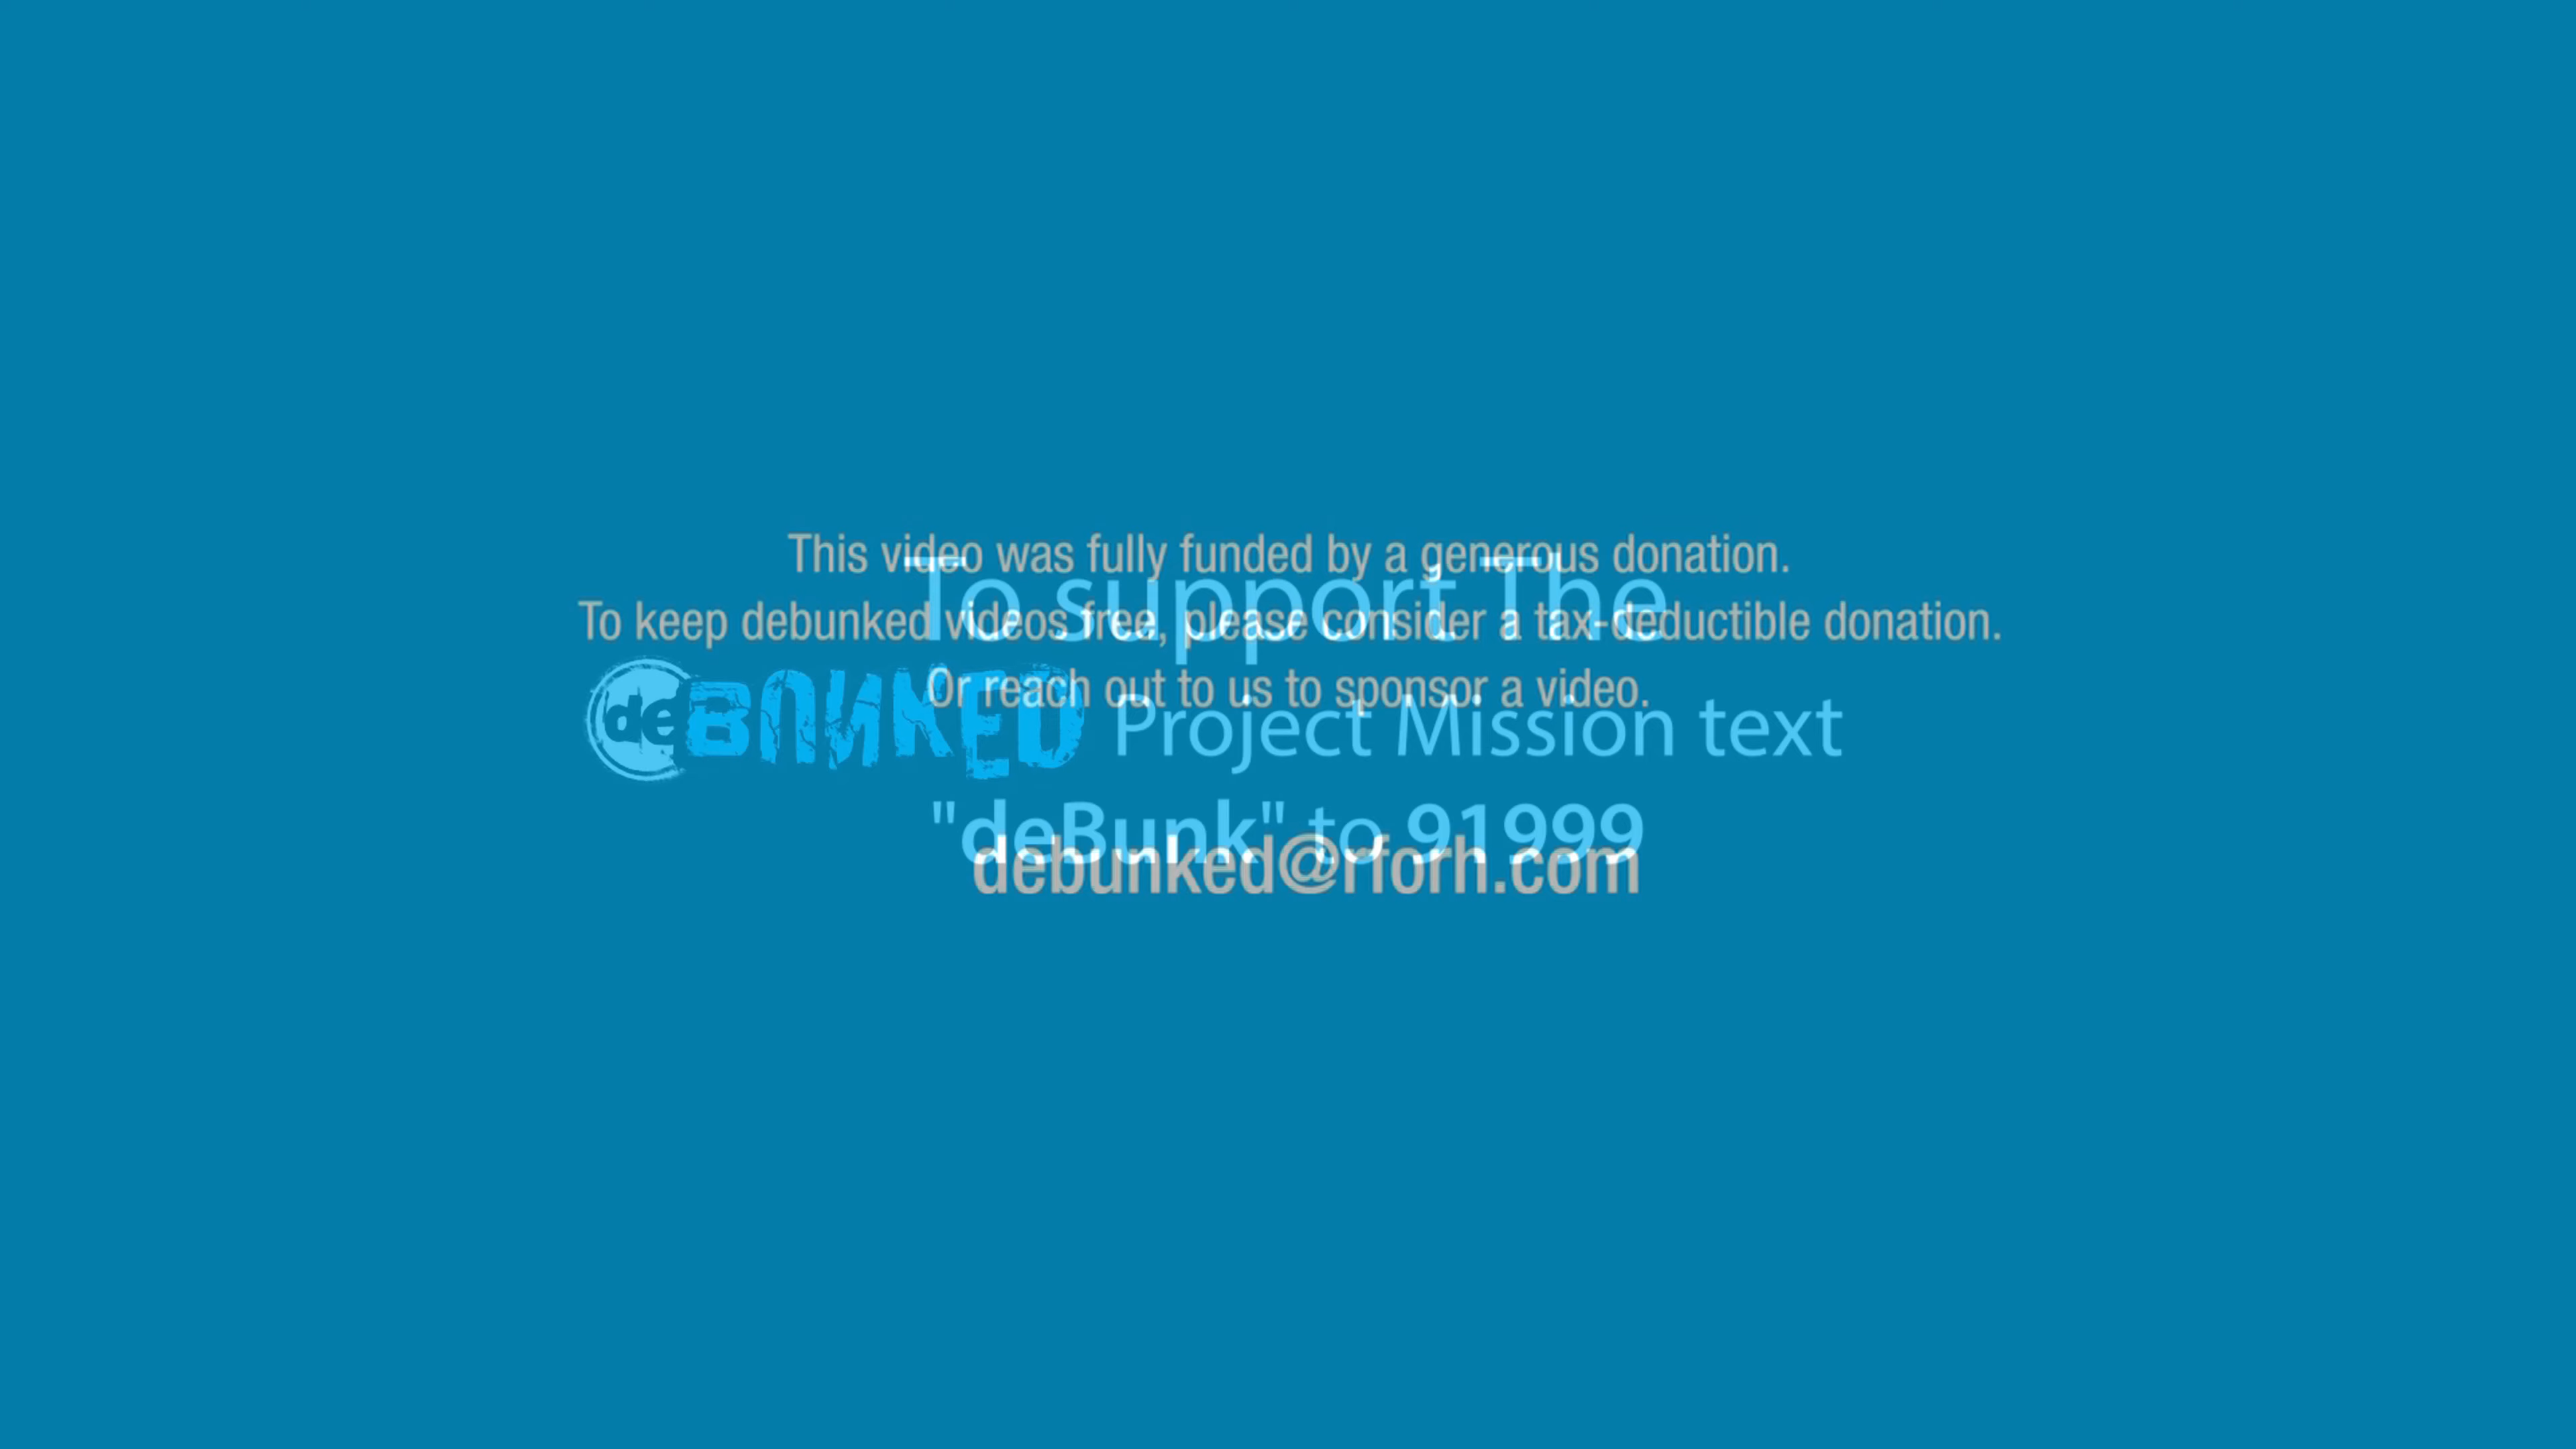 This video was fully funded by a generous donation.
To keep debunked videos free, please consider a tax-deductible donation.
Or reach out to us to sponsor a video.
debunked@rforh.com
To support The
deBUNKED Project Mission text
"deBunk" to 91999